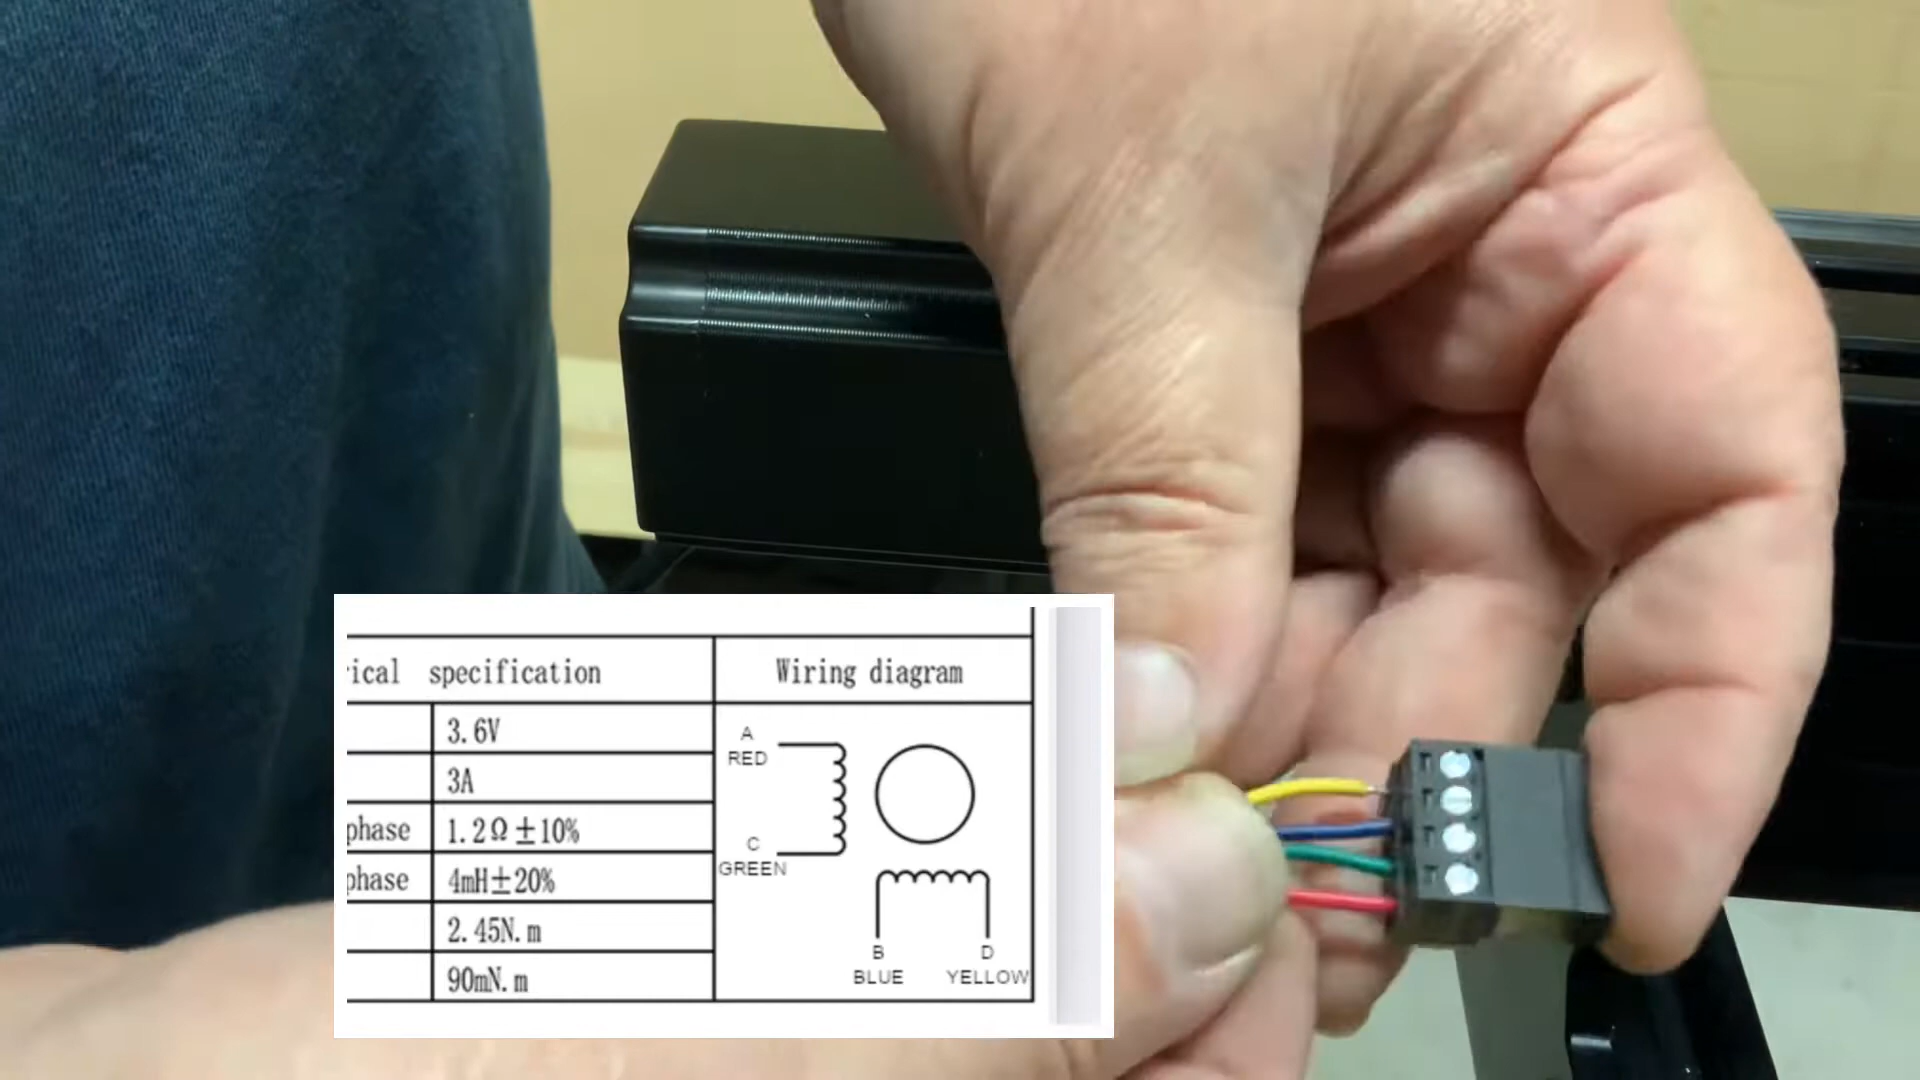 specification
Wiring diagram
3.6V
3A
phase 1.2Ω±10%
phase 4mH±20%
2.45N.m
90mN.m
A
RED
C
GREEN
B
BLUE
D
YELLOW